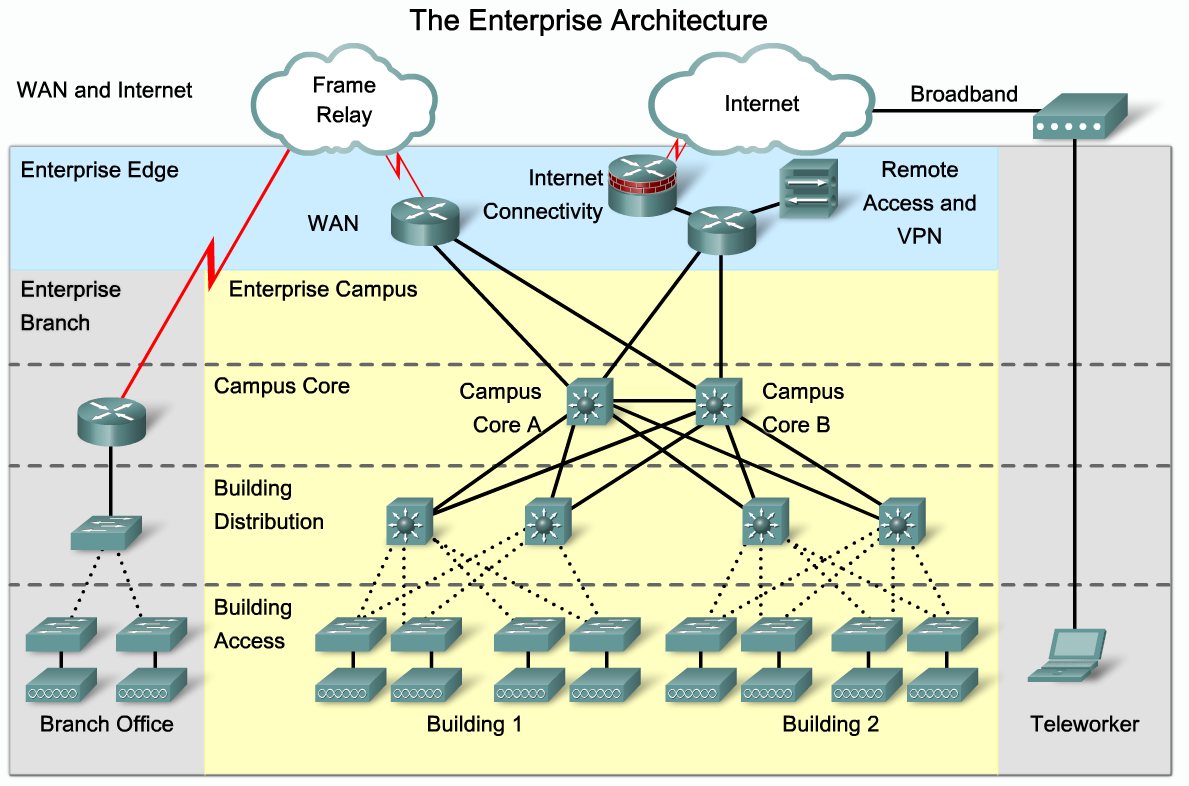 The Enterprise Architecture
WAN and Internet
Frame
Relay
Internet
Broadband
Enterprise Edge
WAN
Internet
Connectivity
Remote
Access and
VPN
Enterprise
Branch
Enterprise Campus
Campus Core
Campus
Core A
Campus
Core B
Building
Distribution
Building
Access
Branch Office
Building 1
Building 2
Teleworker